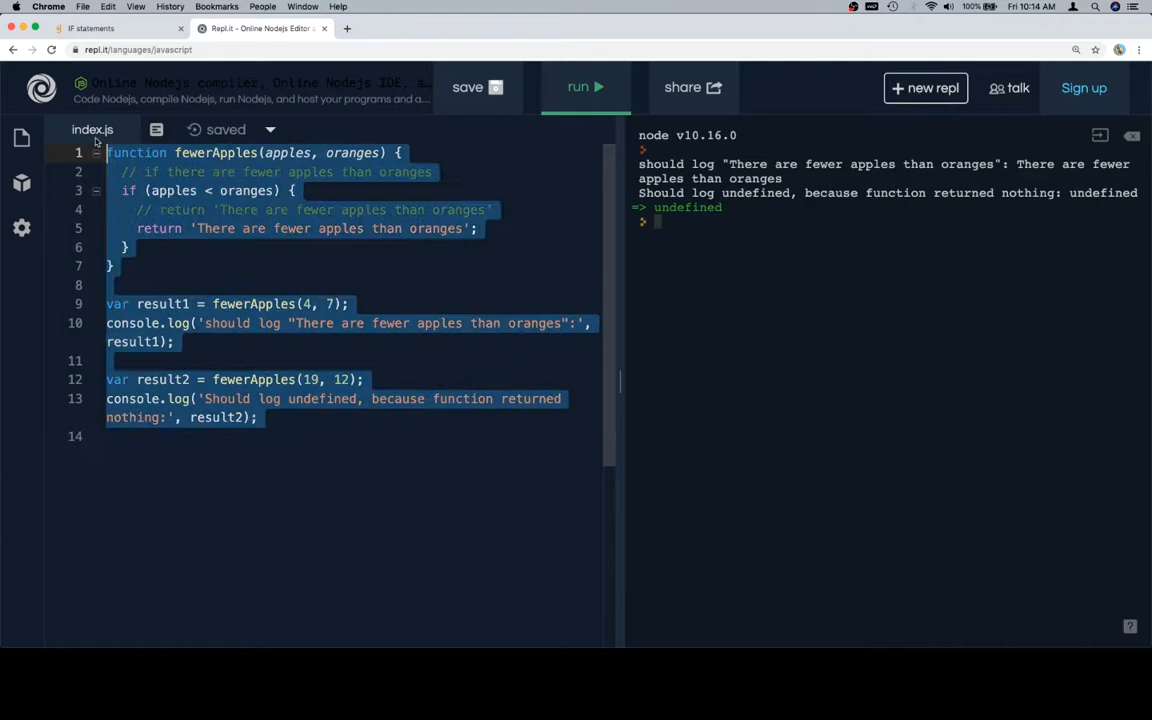 Chrome File Edit View History Bookmarks People Window Help 100% Fri 10:14 AM
IF statements Repl.it - Online Nodejs Editor a
repl.it/languages/javascript
Online Nodejs compiler, Online Nodejs IDE, a...
Code Nodejs, compile Nodejs, run Nodejs, and host your programs and a...
save run share + new repl talk Sign up
index.js saved
1 function fewerApples(apples, oranges) {
2 // if there are fewer apples than oranges
3 if (apples < oranges) {
4 // return 'There are fewer apples than oranges'
5 return 'There are fewer apples than oranges';
6 }
7 }
8
9 var result1 = fewerApples(4, 7);
10 console.log('should log "There are fewer apples than oranges":',
result1);
11
12 var result2 = fewerApples(19, 12);
13 console.log('Should log undefined, because function returned
nothing:', result2);
14
node v10.16.0
should log "There are fewer apples than oranges": There are fewer
apples than oranges
Should log undefined, because function returned nothing: undefined
=> undefined
?